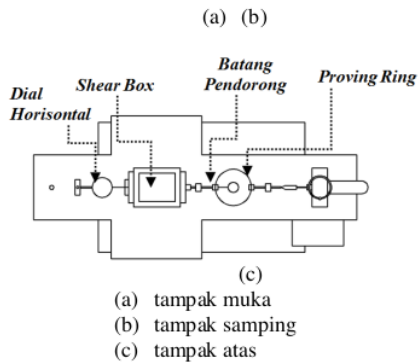 (a) (b)
Dial
Horisontal
Shear Box
Batang
Pendorong
Proving Ring
(c)
(a) tampak muka
(b) tampak samping
(c) tampak atas